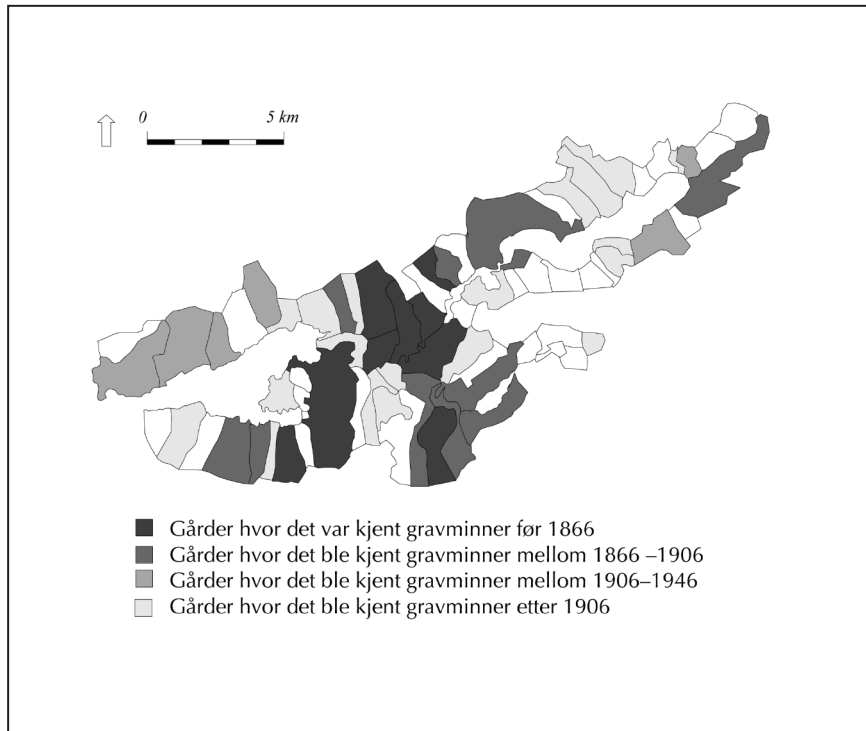 0 5 km
Gårder hvor det var kjent gravminner før 1866
Gårder hvor det ble kjent gravminner mellom 1866 –1906
Gårder hvor det ble kjent gravminner mellom 1906–1946
Gårder hvor det ble kjent gravminner etter 1906